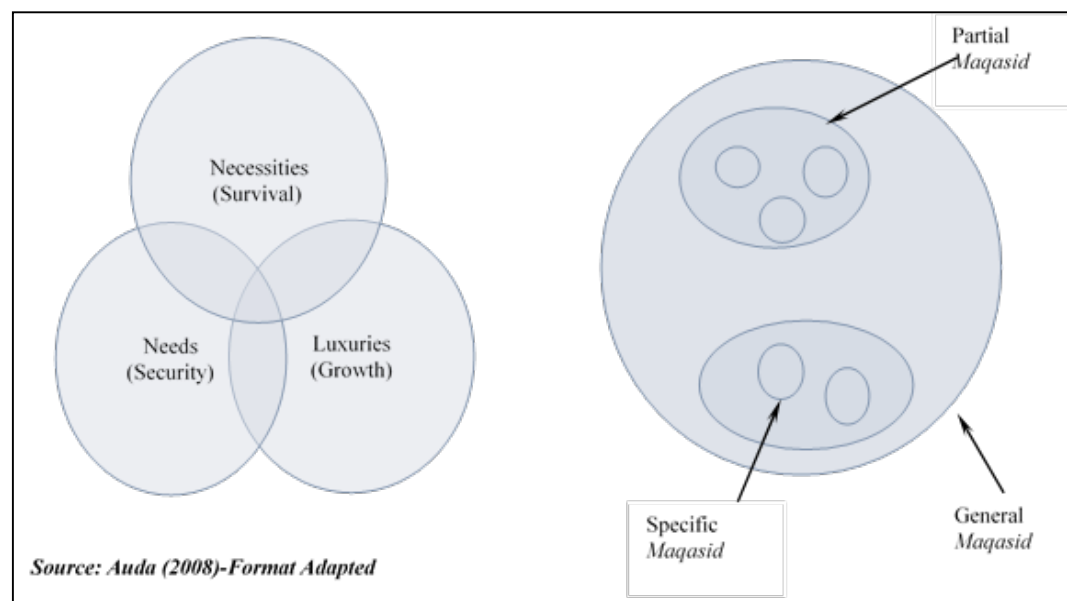 Necessities
(Survival)
Needs
(Security)
Luxuries
(Growth)
Source: Auda (2008)-Format Adapted
Partial
Maqasid
Specific
Maqasid
General
Maqasid